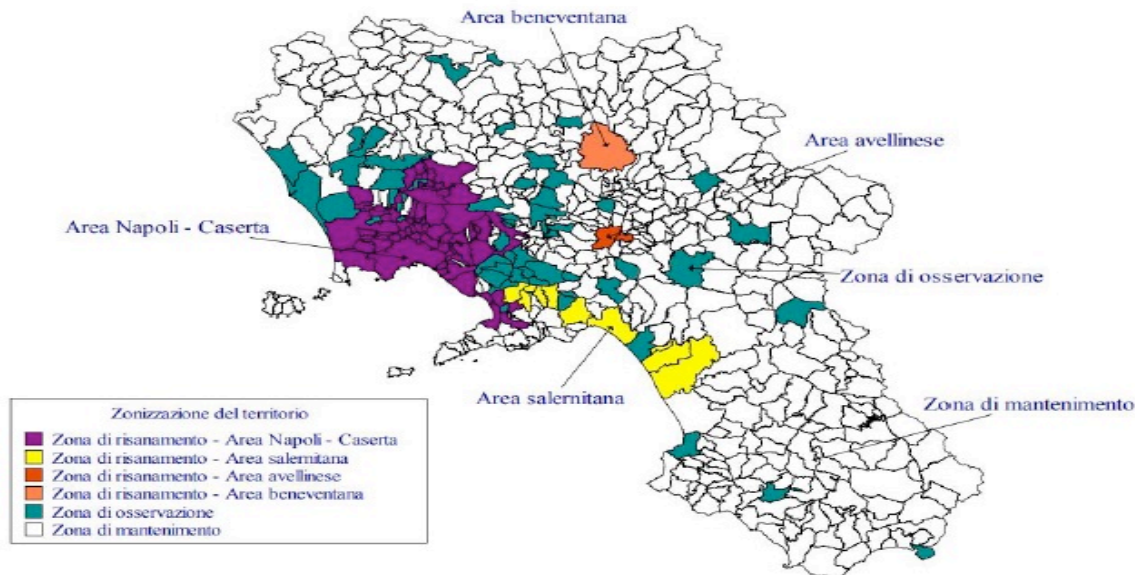 Area beneventana
Area avellinese
Area Napoli - Caserta
Zona di osservazione
Area salernitana
Zona di mantenimento
Zonizzazione del territorio
Zona di risanamento - Area Napoli - Caserta
Zona di risanamento - Area salernitana
Zona di risanamento - Area avellinese
Zona di risanamento - Area beneventana
Zona di osservazione
Zona di mantenimento